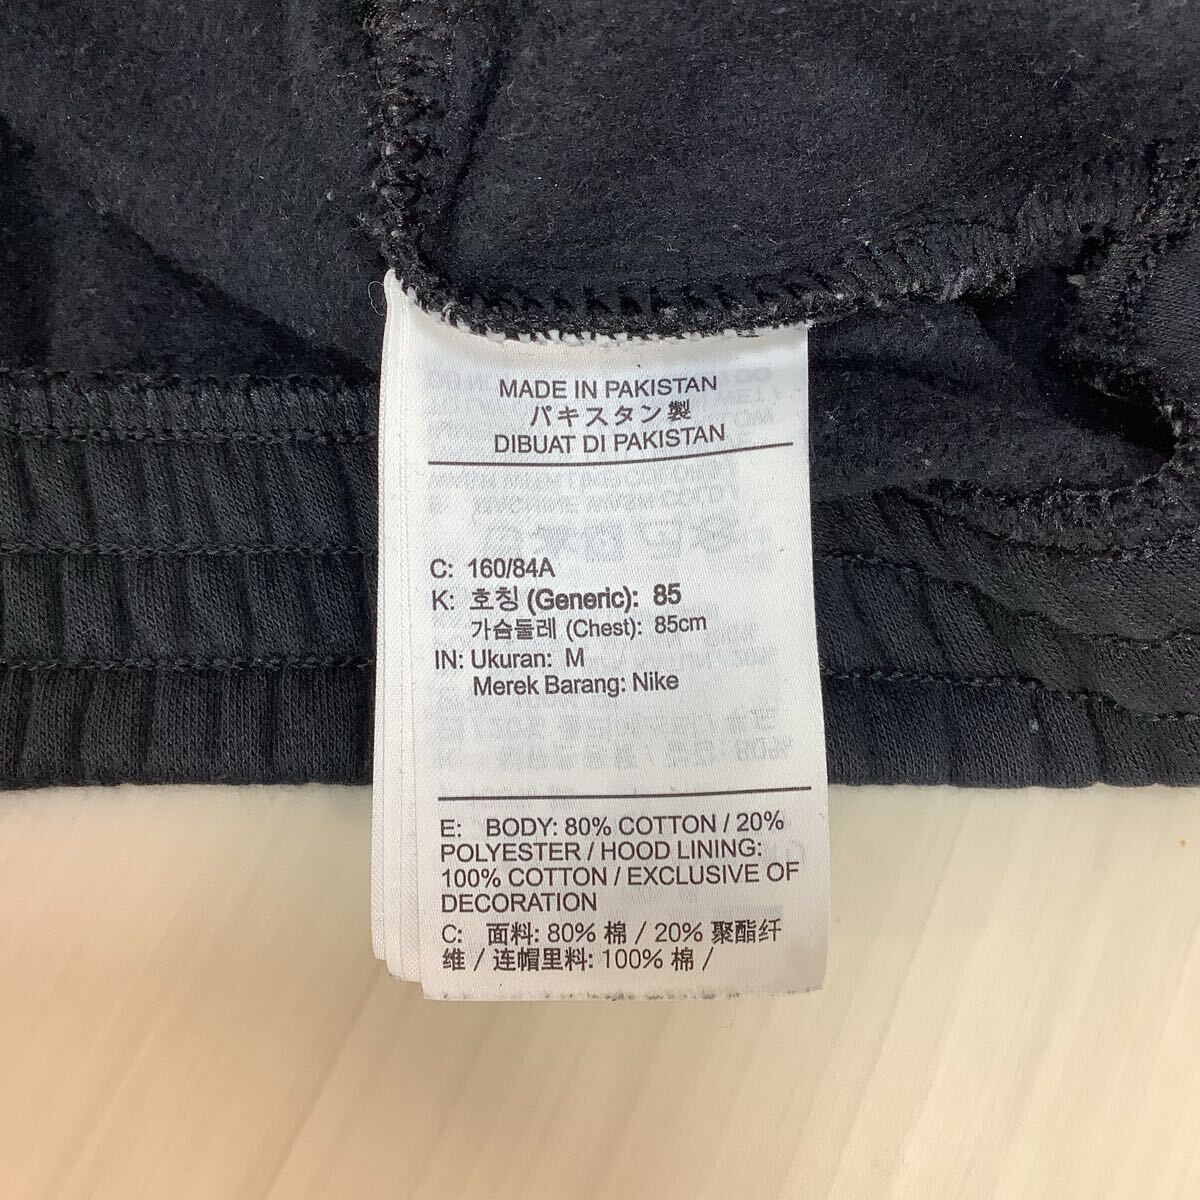 MADE IN PAKISTAN
パキスタン製
DIBUAT DI PAKISTAN
C: 160/84A
K: 호칭 (Generic): 85
가슴둘레 (Chest): 85cm
IN: Ukuran: M
Merek Barang: Nike
E: BODY: 80% COTTON / 20%
POLYESTER / HOOD LINING:
100% COTTON / EXCLUSIVE OF
DECORATION
C: 面料: 80% 棉 / 20% 聚酯纤
维 / 连帽里料: 100% 棉 /